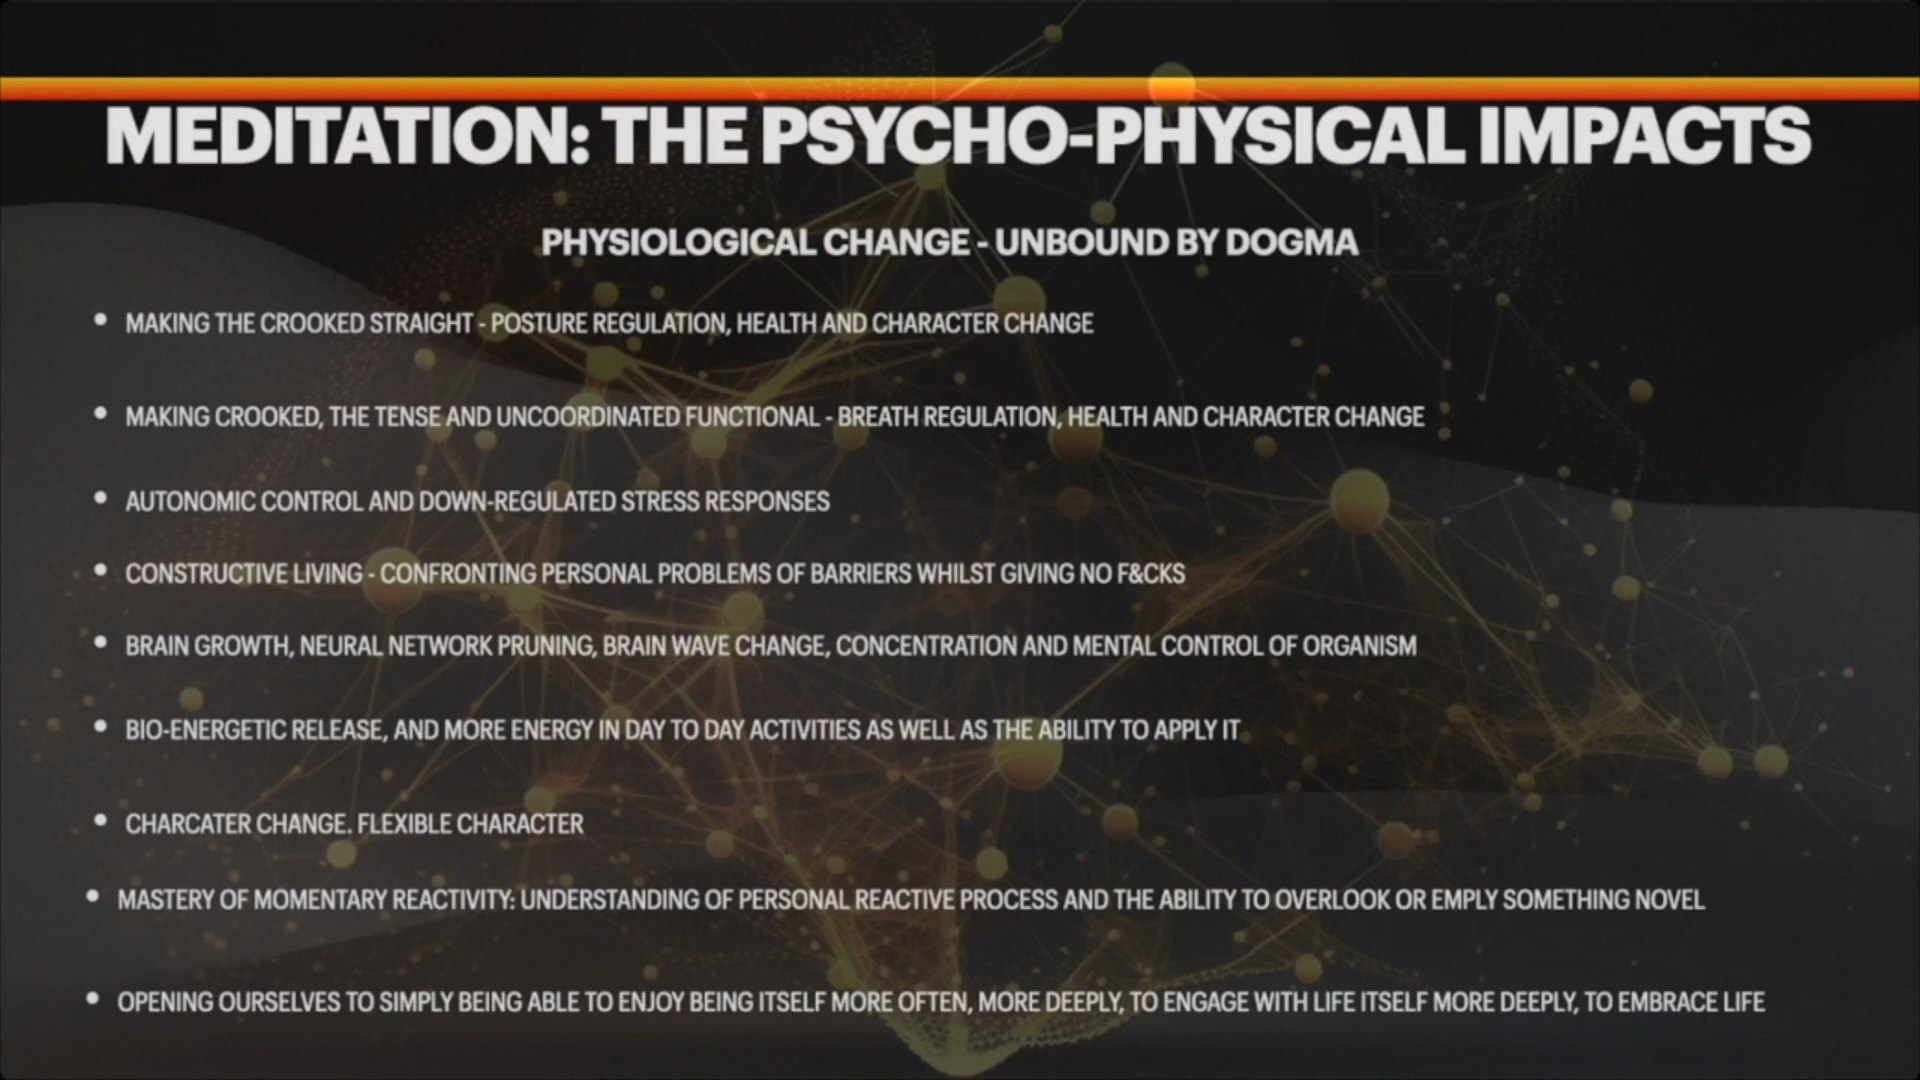 MEDITATION: THE PSYCHO-PHYSICAL IMPACTS
PHYSIOLOGICAL CHANGE - UNBOUND BY DOGMA
• MAKING THE CROOKED STRAIGHT - POSTURE REGULATION, HEALTH AND CHARACTER CHANGE
• MAKING CROOKED, THE TENSE AND UNCOORDINATED FUNCTIONAL - BREATH REGULATION, HEALTH AND CHARACTER CHANGE
• AUTONOMIC CONTROL AND DOWN-REGULATED STRESS RESPONSES
• CONSTRUCTIVE LIVING - CONFRONTING PERSONAL PROBLEMS OF BARRIERS WHILST GIVING NO F&CKS
• BRAIN GROWTH, NEURAL NETWORK PRUNING, BRAIN WAVE CHANGE, CONCENTRATION AND MENTAL CONTROL OF ORGANISM
• BIO-ENERGETIC RELEASE, AND MORE ENERGY IN DAY TO DAY ACTIVITIES AS WELL AS THE ABILITY TO APPLY IT
• CHARCATER CHANGE. FLEXIBLE CHARACTER
• MASTERY OF MOMENTARY REACTIVITY: UNDERSTANDING OF PERSONAL REACTIVE PROCESS AND THE ABILITY TO OVERLOOK OR EMPLY SOMETHING NOVEL
• OPENING OURSELVES TO SIMPLY BEING ABLE TO ENJOY BEING ITSELF MORE OFTEN, MORE DEEPLY, TO ENGAGE WITH LIFE ITSELF MORE DEEPLY, TO EMBRACE LIFE